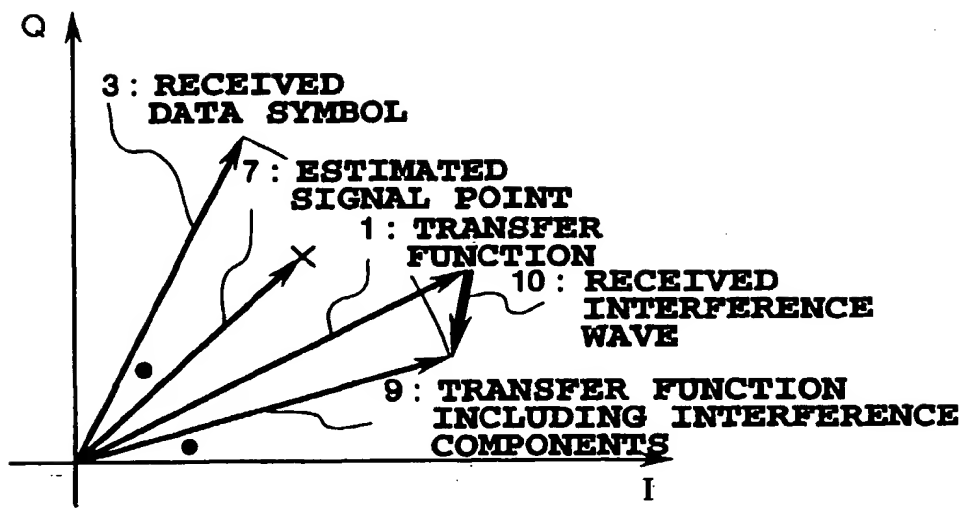 Q
3 : RECEIVED
DATA SYMBOL
7 : ESTIMATED
SIGNAL POINT
1 : TRANSFER
FUNCTION
10 : RECEIVED
INTERFERENCE
WAVE
9 : TRANSFER FUNCTION
INCLUDING INTERFERENCE
COMPONENTS
I